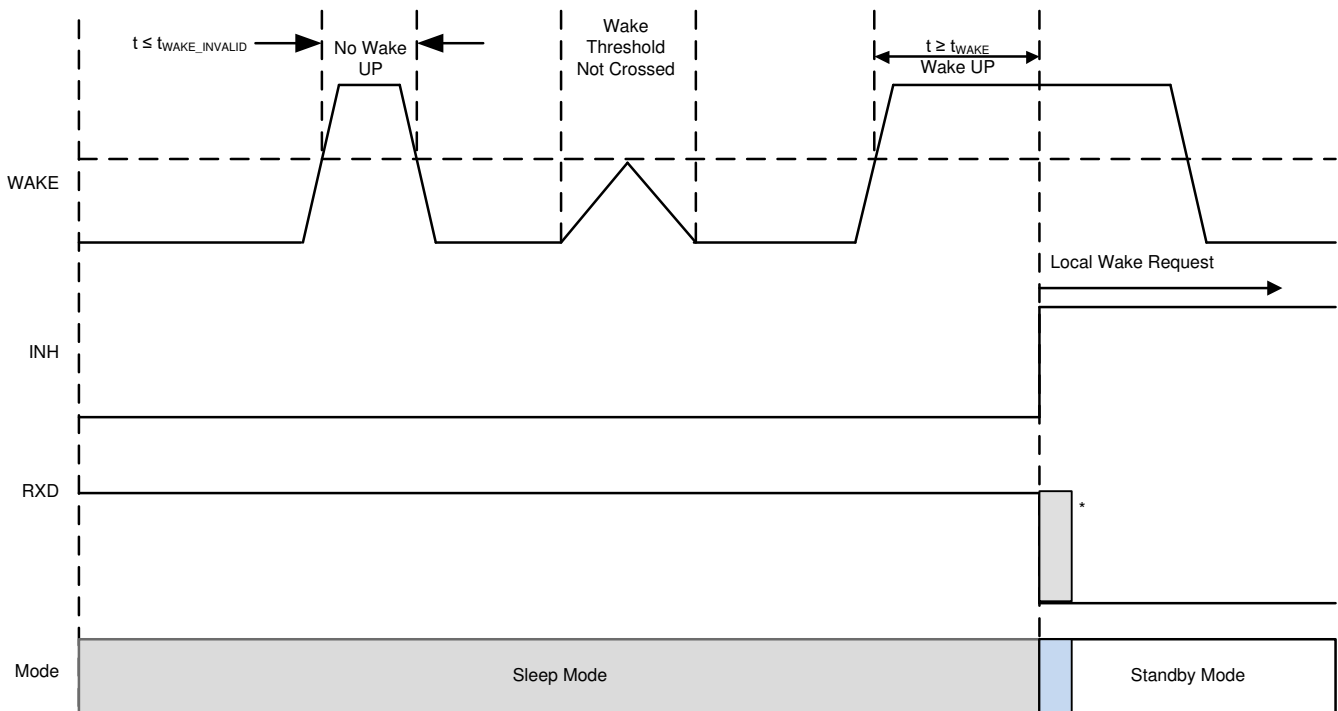 t ≤ tWAKE_INVALID
No Wake
UP
Wake
Threshold
Not Crossed
t ≥ tWAKE
Wake UP
WAKE
Local Wake Request
INH
RXD
*
Mode
Sleep Mode
Standby Mode